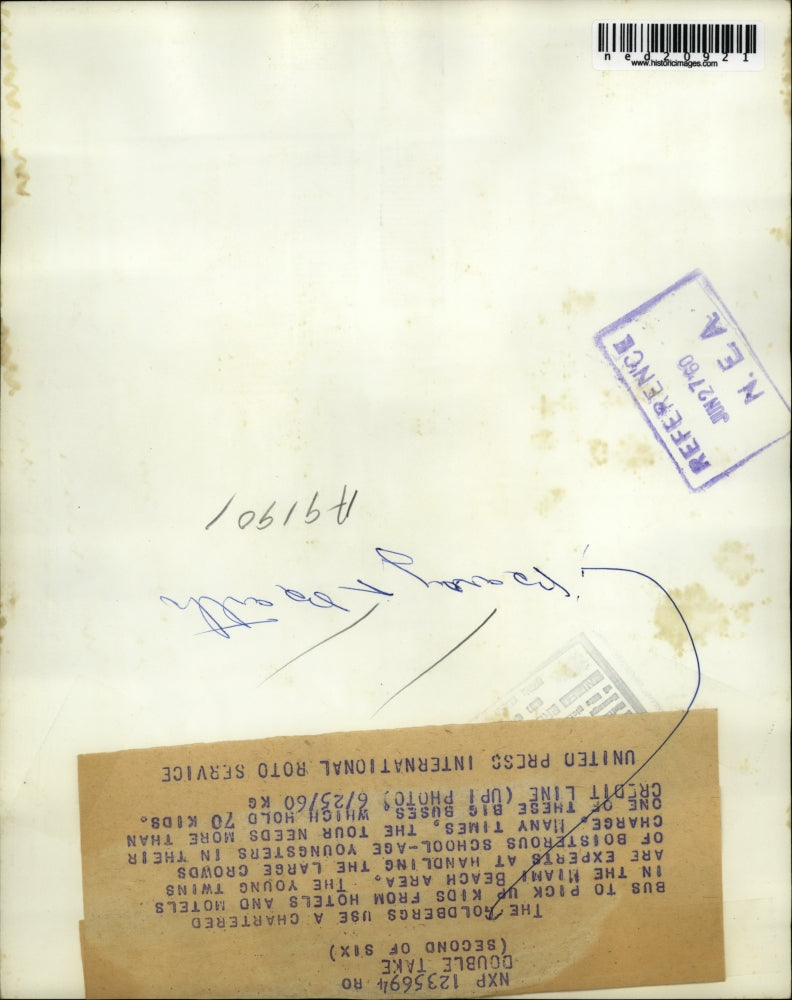 ned20921
www.historicimages.com
REFERENCE
JUN27'60
N. E. A
A9190
Barry + Beth
NXP 1235694 RO
DOUBLE TAKE
(SECOND OF SIX)
THE GOLDBERGS USE A CHARTERED
BUS TO PICK UP KIDS FROM HOTELS AND MOTELS
IN THE MIAMI BEACH AREA. THE YOUNG TWINS
ARE EXPERTS AT HANDLING THE LARGE CROWDS
OF BOISTEROUS SCHOOL-AGE YOUNGSTERS IN THEIR
CHARGE. MANY TIMES, THE TOUR NEEDS MORE THAN
ONE OF THESE BIG BUSES WHICH HOLD 70 KIDS.
CREDIT LINE (UPI PHOTO) 6/25/60 KG
UNITED PRESS INTERNATIONAL ROTO SERVICE